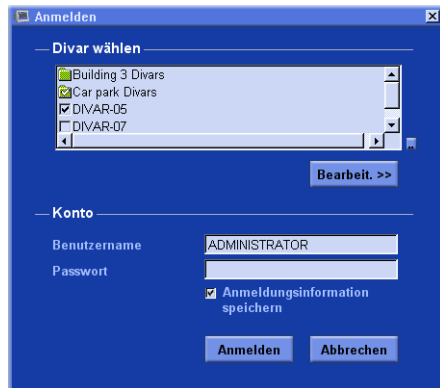 Anmelden
Divar wählen
Building 3 Divars
Car park Divars
DIVAR-05
DIVAR-07
Bearbeit. >>
Konto
Benutzername ADMINISTRATOR
Passwort
Anmeldungsinformation
speichern
Anmelden Abbrechen